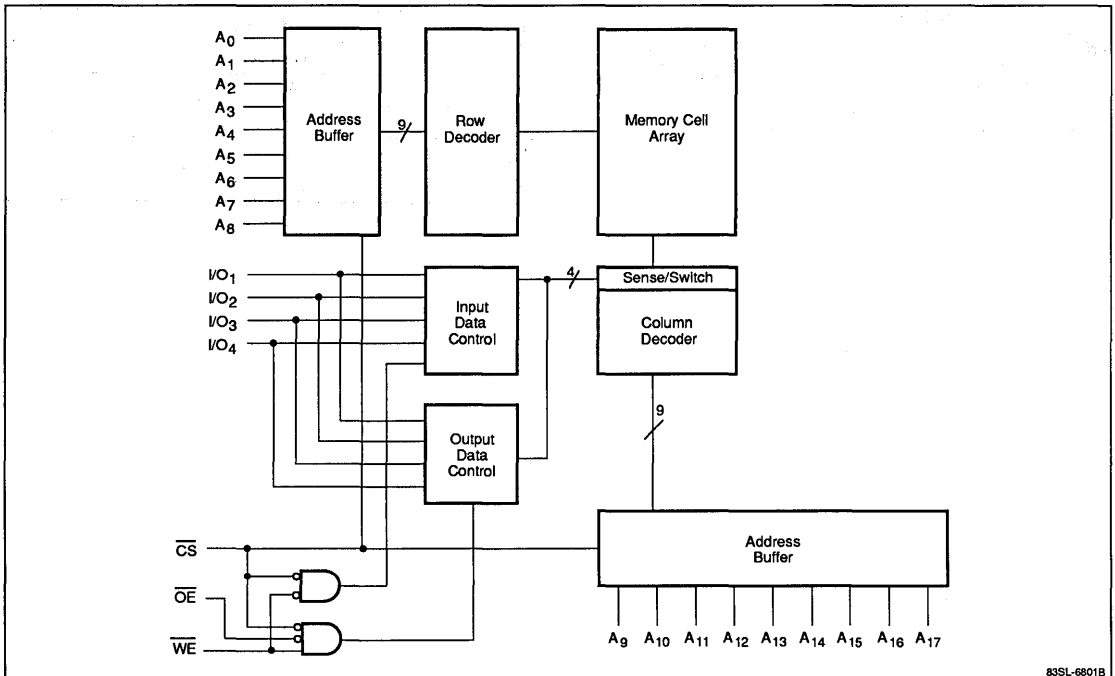 A0
A1
A2
A3
A4
A5
A6
A7
A8
Address
Buffer
9
Row
Decoder
Memory Cell
Array
I/O1
I/O2
I/O3
I/O4
Input
Data
Control
4
Sense/Switch
Column
Decoder
Output
Data
Control
9
CS
OE
WE
Address
Buffer
A9 A10 A11 A12 A13 A14 A15 A16 A17
83SL-6801B